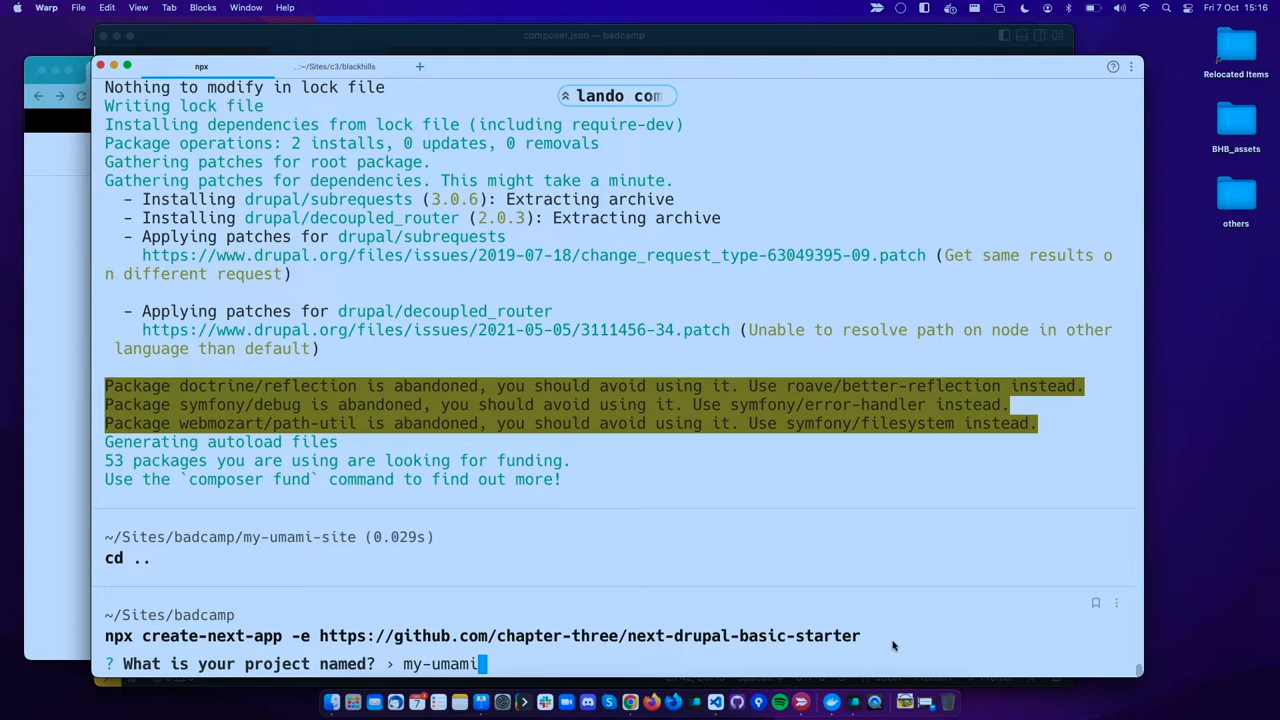 Warp File Edit View Tab Blocks Window Help
Fri 7 Oct 15:16
composer.json — badcamp
npx
..:~/Sites/c3/blackhills
Nothing to modify in lock file
lando com
Writing lock file
Installing dependencies from lock file (including require-dev)
Package operations: 2 installs, 0 updates, 0 removals
Gathering patches for root package.
Gathering patches for dependencies. This might take a minute.
- Installing drupal/subrequests (3.0.6): Extracting archive
- Installing drupal/decoupled_router (2.0.3): Extracting archive
- Applying patches for drupal/subrequests
https://www.drupal.org/files/issues/2019-07-18/change_request_type-63049395-09.patch (Get same results o
n different request)
- Applying patches for drupal/decoupled_router
https://www.drupal.org/files/issues/2021-05-05/3111456-34.patch (Unable to resolve path on node in other
language than default)
Package doctrine/reflection is abandoned, you should avoid using it. Use roave/better-reflection instead.
Package symfony/debug is abandoned, you should avoid using it. Use symfony/error-handler instead.
Package webmozart/path-util is abandoned, you should avoid using it. Use symfony/filesystem instead.
Generating autoload files
53 packages you are using are looking for funding.
Use the `composer fund` command to find out more!
~/Sites/badcamp/my-umami-site (0.029s)
cd ..
~/Sites/badcamp
npx create-next-app -e https://github.com/chapter-three/next-drupal-basic-starter
? What is your project named? › my-umami
Relocated Items
BHB_assets
others